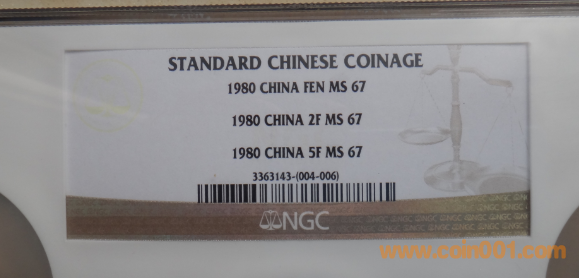 STANDARD CHINESE COINAGE
1980 CHINA FEN MS 67
1980 CHINA 2F MS 67
1980 CHINA 5F MS 67
3363143-(004-006)
NGC
www.coin001.com